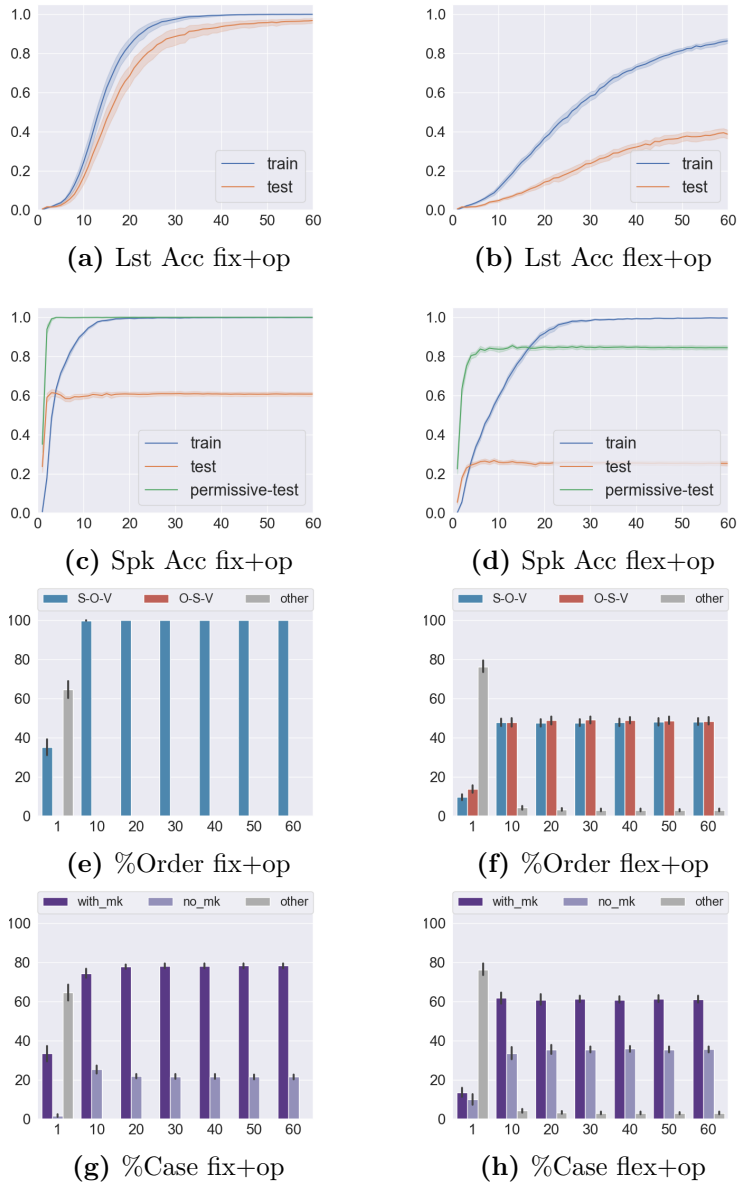 1.0
0.8
0.6
0.4
0.2
0.0
train
test
0 10 20 30 40 50 60
(a) Lst Acc fix+op
1.0
0.8
0.6
0.4
0.2
0.0
train
test
0 10 20 30 40 50 60
(b) Lst Acc flex+op
1.0
0.8
0.6
0.4
0.2
0.0
train
test
permissive-test
0 10 20 30 40 50 60
(c) Spk Acc fix+op
1.0
0.8
0.6
0.4
0.2
0.0
train
test
permissive-test
0 10 20 30 40 50 60
(d) Spk Acc flex+op
S-O-V O-S-V other
100
80
60
40
20
0
1 10 20 30 40 50 60
(e) %Order fix+op
S-O-V O-S-V other
100
80
60
40
20
0
1 10 20 30 40 50 60
(f) %Order flex+op
with_mk no_mk other
100
80
60
40
20
0
1 10 20 30 40 50 60
(g) %Case fix+op
with_mk no_mk other
100
80
60
40
20
0
1 10 20 30 40 50 60
(h) %Case flex+op